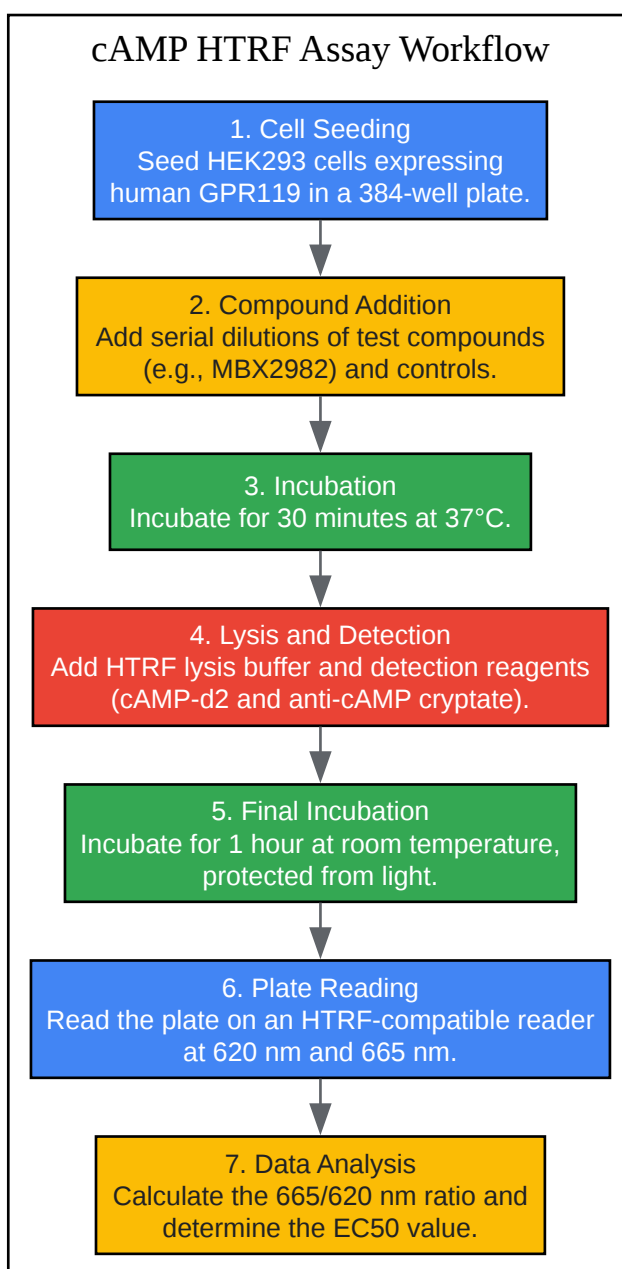 cAMP HTRF Assay Workflow
1. Cell Seeding
Seed HEK293 cells expressing
human GPR119 in a 384-well plate.
2. Compound Addition
Add serial dilutions of test compounds
(e.g., MBX2982) and controls.
3. Incubation
Incubate for 30 minutes at 37°C.
4. Lysis and Detection
Add HTRF lysis buffer and detection reagents
(cAMP-d2 and anti-cAMP cryptate).
5. Final Incubation
Incubate for 1 hour at room temperature,
protected from light.
6. Plate Reading
Read the plate on an HTRF-compatible reader
at 620 nm and 665 nm.
7. Data Analysis
Calculate the 665/620 nm ratio and
determine the EC50 value.